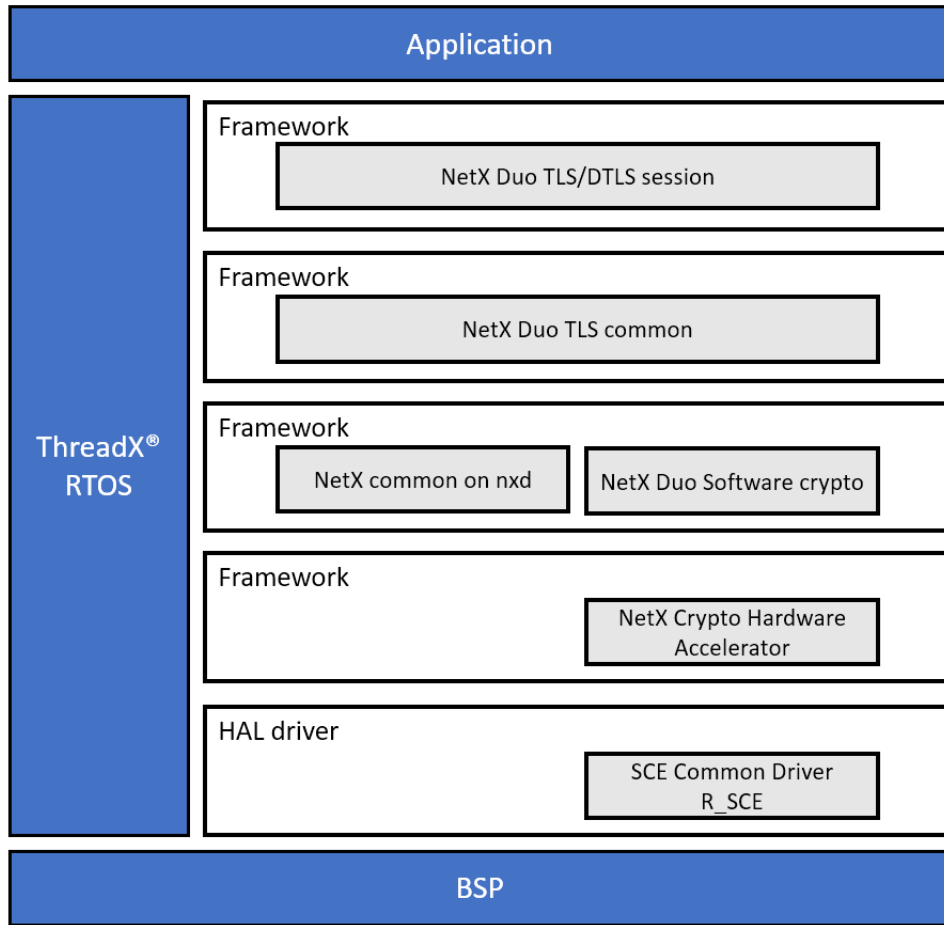 Application
Framework
NetX Duo TLS/DTLS session
Framework
NetX Duo TLS common
ThreadX®
RTOS
Framework
NetX common on nxd
NetX Duo Software crypto
Framework
NetX Crypto Hardware
Accelerator
HAL driver
SCE Common Driver
R_SCE
BSP